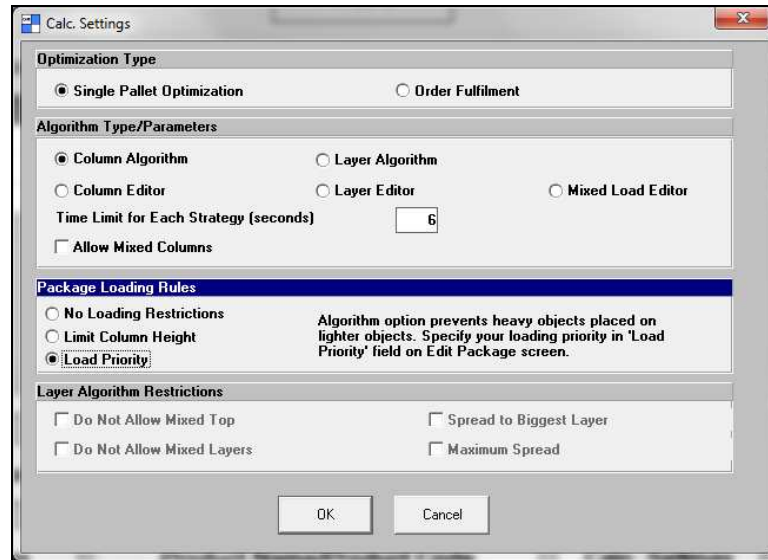 Calc. Settings
Optimization Type
Single Pallet Optimization
Order Fulfilment
Algorithm Type/Parameters
Column Algorithm
Layer Algorithm
Column Editor
Layer Editor
Mixed Load Editor
Time Limit for Each Strategy (seconds)
6
Allow Mixed Columns
Package Loading Rules
No Loading Restrictions
Limit Column Height
Load Priority
Algorithm option prevents heavy objects placed on
lighter objects. Specify your loading priority in 'Load
Priority' field on Edit Package screen.
Layer Algorithm Restrictions
Do Not Allow Mixed Top
Spread to Biggest Layer
Do Not Allow Mixed Layers
Maximum Spread
OK
Cancel